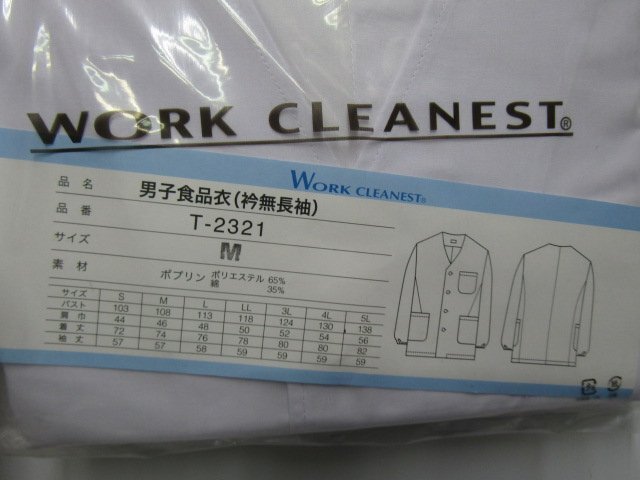 WORK CLEANEST®
WORK CLEANEST®
品名 男子食品衣(衿無長袖)
品番 T-2321
サイズ M
素材 ポプリン ポリエステル 65%
綿 35%
サイズ S M L LL 3L 4L 5L
バスト 103 108 113 118 124 130 138
肩巾 44 46 48 50 52 54 56
着丈 72 74 76 78 80 80 82
袖丈 57 57 58 59 59 59 59